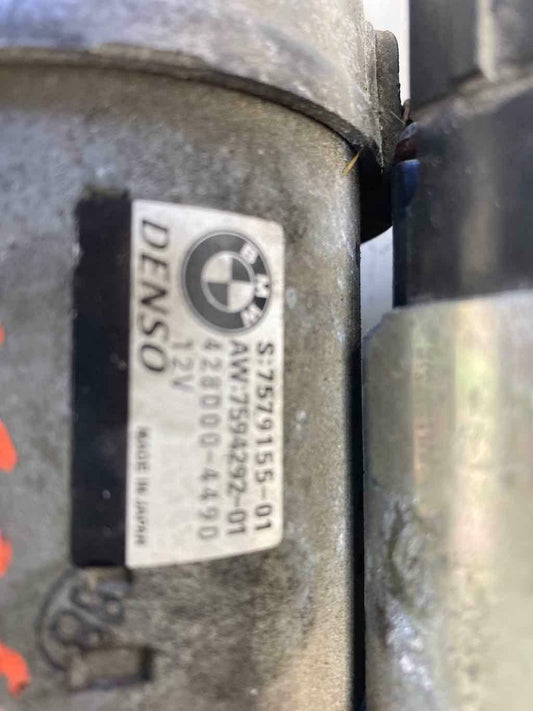 BMW
S:7579155-01
AW:7594292-01
428000-4490
12V
DENSO
MADE IN JAPAN